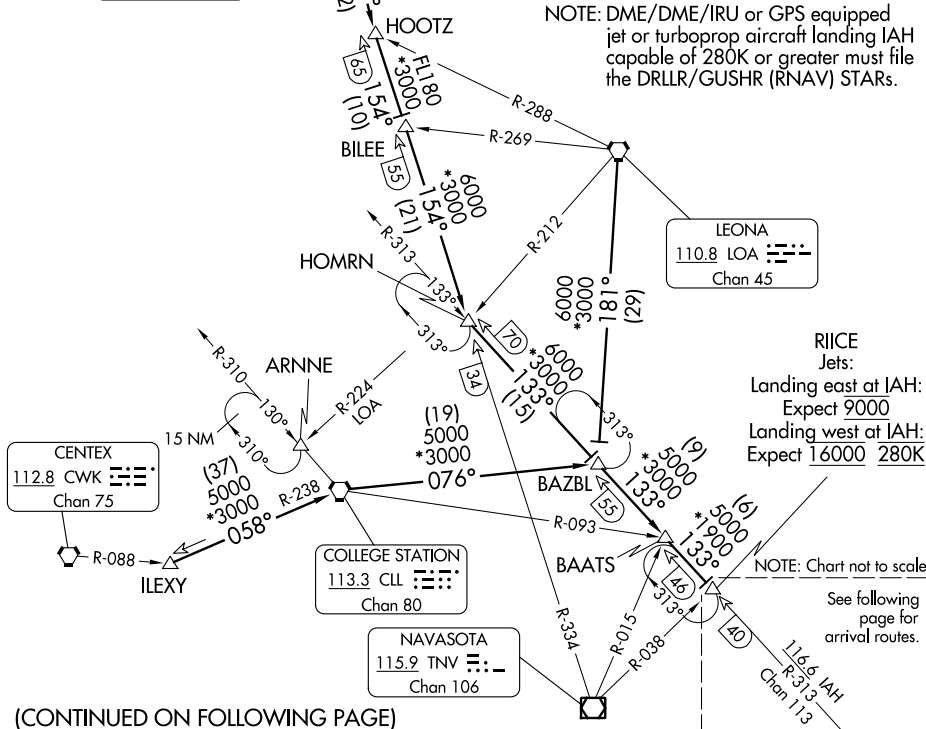 2)
HOOTZ
NOTE: DME/DME/IRU or GPS equipped
jet or turboprop aircraft landing IAH
capable of 280K or greater must file
the DRLLR/GUSHR (RNAV) STARs.
65
FL180
*3000
154°
(10)
R-288
R-269
BILEE
55
6000
*3000
154°
(21)
R-212
LEONA
110.8 LOA
Chan 45
R-313
HOMRN
133°
313°
6000
*3000
181°
(29)
70
34
6000
*3000
133°
(15)
RIICE
Jets:
Landing east at IAH:
Expect 9000
Landing west at IAH:
Expect 16000 280K
R-310
ARNNE
R-224
LOA
130°
310°
15 NM
CENTEX
112.8 CWK
Chan 75
(37)
5000
*3000
058°
R-238
(19)
5000
*3000
076°
313°
BAZBL
(9)
5000
*3000
133°
55
R-093
(6)
5000
*1900
133°
R-088
ILEXY
COLLEGE STATION
113.3 CLL
Chan 80
BAATS
46
313°
NOTE: Chart not to scale
See following
page for
arrival routes.
40
R-334
R-015
R-038
NAVASOTA
115.9 TNV
Chan 106
116.6 IAH
R-313
Chan 113
(CONTINUED ON FOLLOWING PAGE)